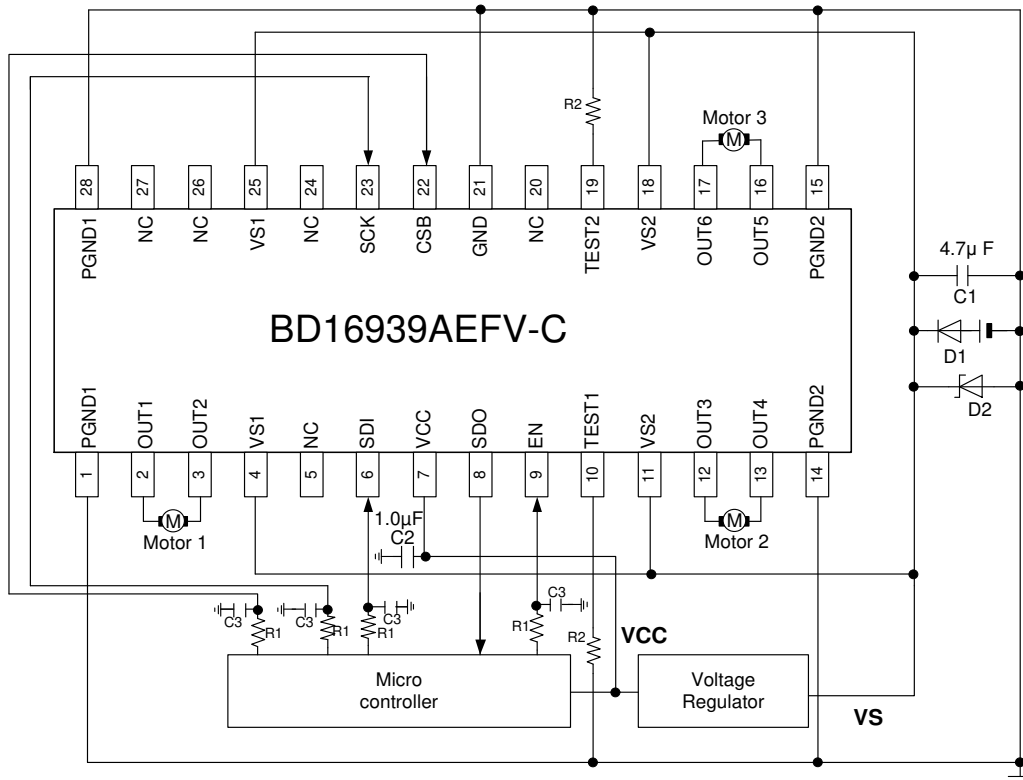 R2
Motor 3
M
28
27
26
25
24
23
22
21
20
19
18
17
16
15
PGND1
NC
NC
VS1
NC
SCK
CSB
GND
NC
TEST2
VS2
OUT6
OUT5
PGND2
4.7μ F
C1
BD16939AEFV-C
D1
D2
PGND1
OUT1
OUT2
VS1
NC
SDI
VCC
SDO
EN
TEST1
VS2
OUT3
OUT4
PGND2
1
2
3
4
5
6
7
8
9
10
11
12
13
14
M
Motor 1
1.0μF
C2
M
Motor 2
C3
R1
C3
R1
C3
R1
C3
R1
R2
VCC
Micro
controller
Voltage
Regulator
VS